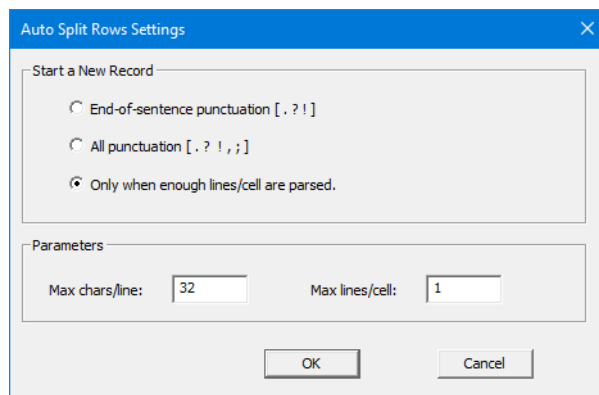 Auto Split Rows Settings
Start a New Record
End-of-sentence punctuation [ . ? ! ]
All punctuation [ . ? ! , ; ]
Only when enough lines/cell are parsed.
Parameters
Max chars/line: 32 Max lines/cell: 1
OK Cancel